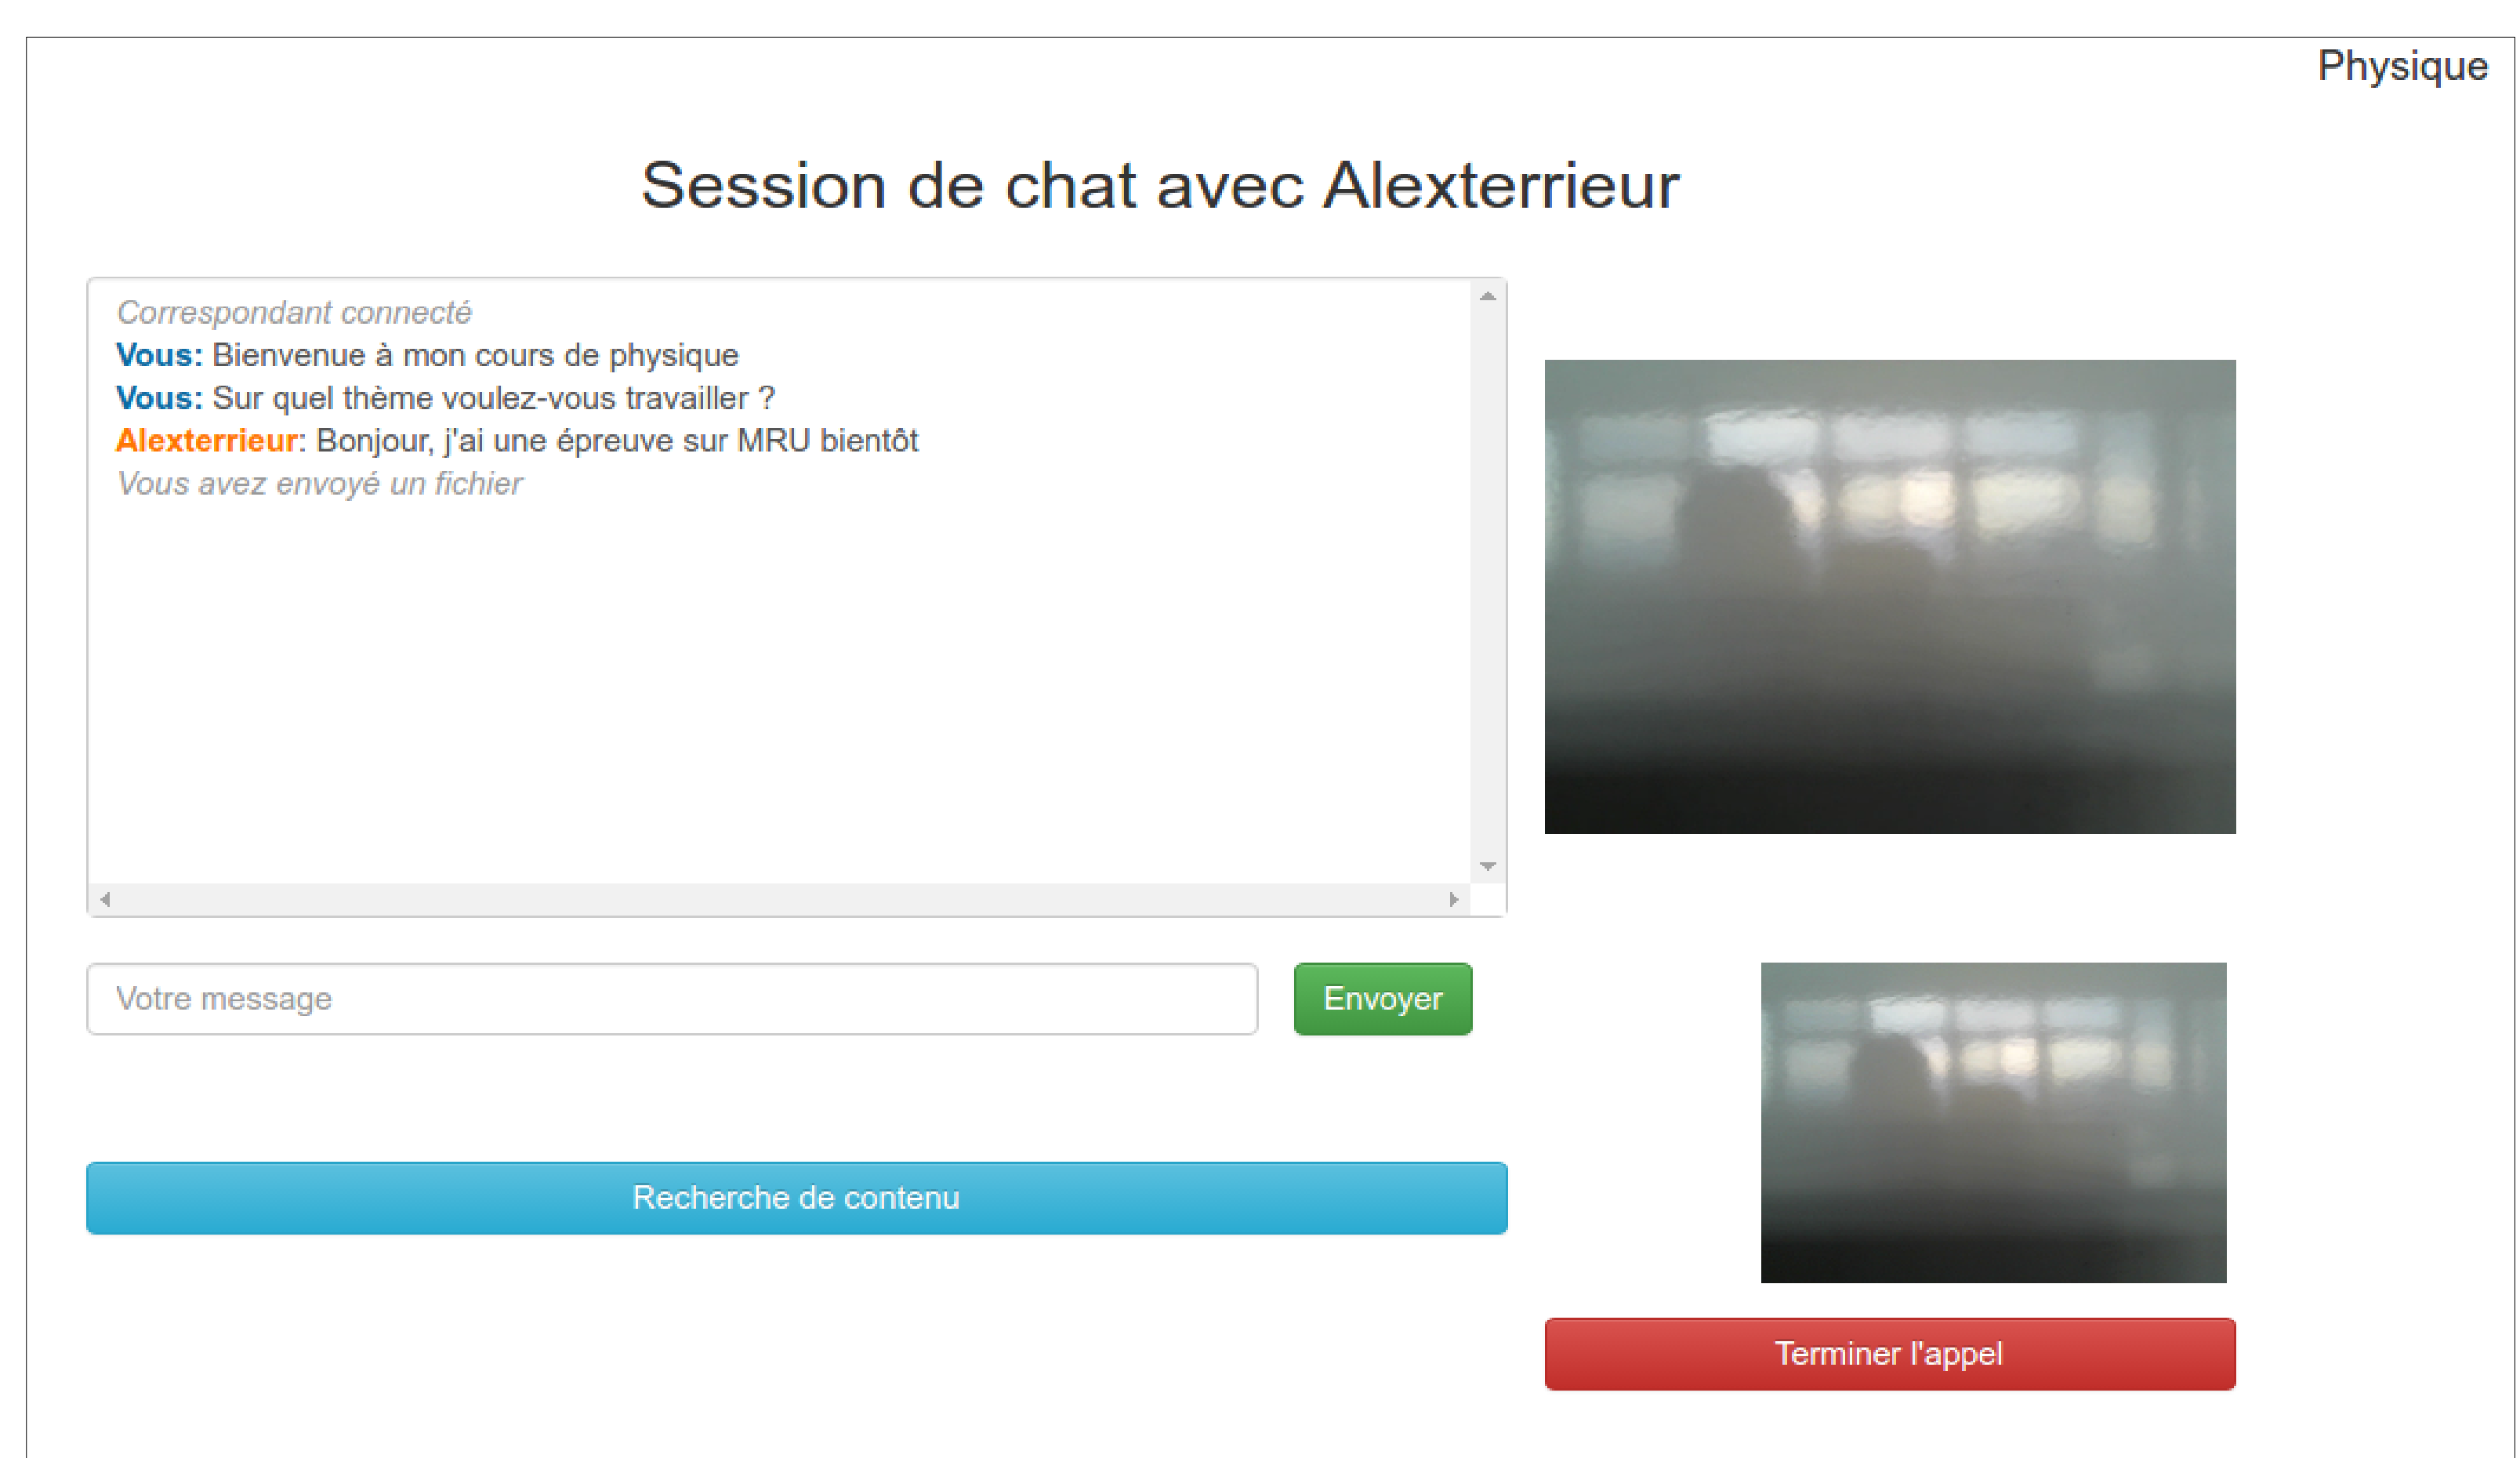 Physique
Session de chat avec Alexterrieur
Correspondant connecté
Vous: Bienvenue à mon cours de physique
Vous: Sur quel thème voulez-vous travailler ?
Alexterrieur: Bonjour, j'ai une épreuve sur MRU bientôt
Vous avez envoyé un fichier
Votre message
Envoyer
Recherche de contenu
Terminer l'appel